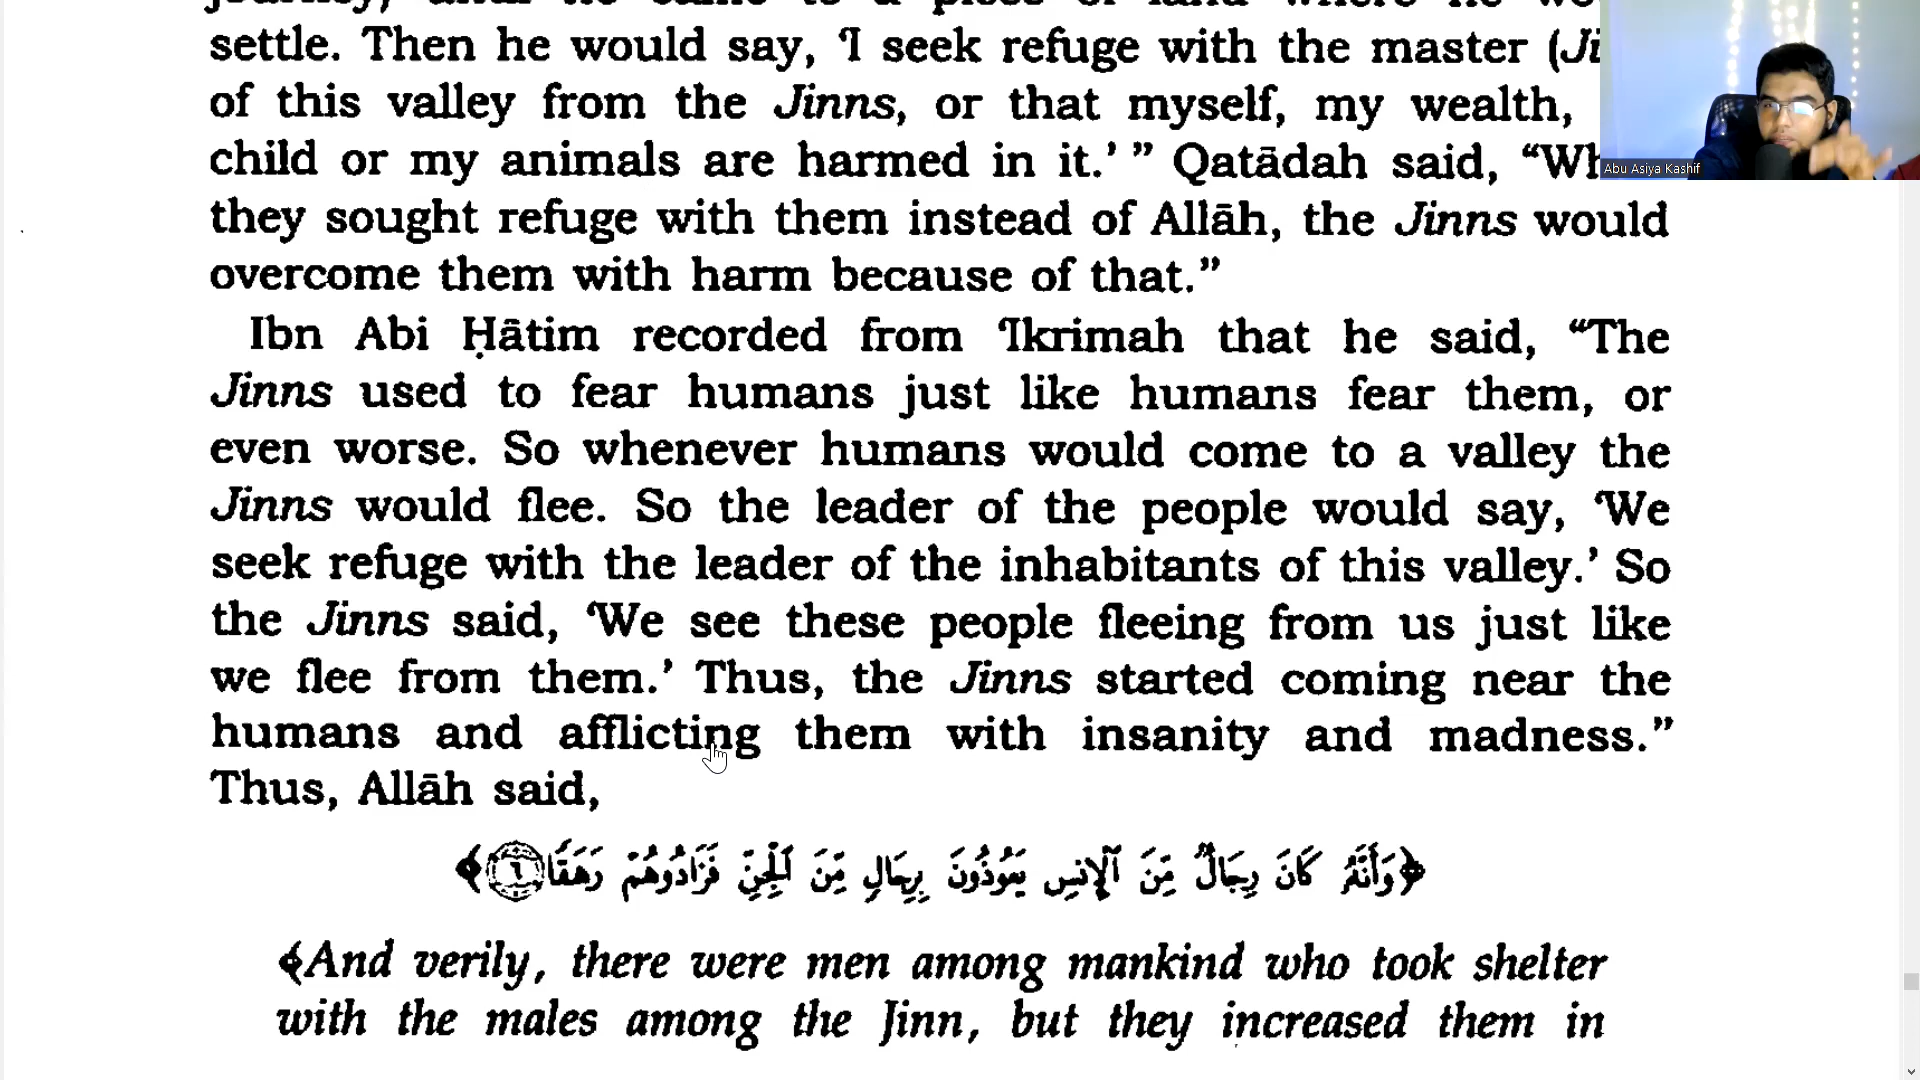 settle. Then he would say, ‘I seek refuge with the master
of this valley from the Jinns, or that myself, my wealth,
child or my animals are harmed in it.’ ” Qatādah said,
they sought refuge with them instead of Allāh, the Jinns would
overcome them with harm because of that.”
Ibn Abi Ḥātim recorded from ‘Ikrimah that he said, “The
Jinns used to fear humans just like humans fear them, or
even worse. So whenever humans would come to a valley the
Jinns would flee. So the leader of the people would say, ‘We
seek refuge with the leader of the inhabitants of this valley.’ So
the Jinns said, ‘We see these people fleeing from us just like
we flee from them.’ Thus, the Jinns started coming near the
humans and afflicting them with insanity and madness.”
Thus, Allāh said,
﴿وَأَنَّهُ كَانَ رِجَالٌ مِّنَ ٱلْإِنسِ يَعُوذُونَ بِرِجَالٍ مِّنَ ٱلْجِنِّ فَزَادُوهُمْ رَهَقًا ٦﴾
﴾And verily, there were men among mankind who took shelter
with the males among the Jinn, but they increased them in
Abu Asiya Kashif